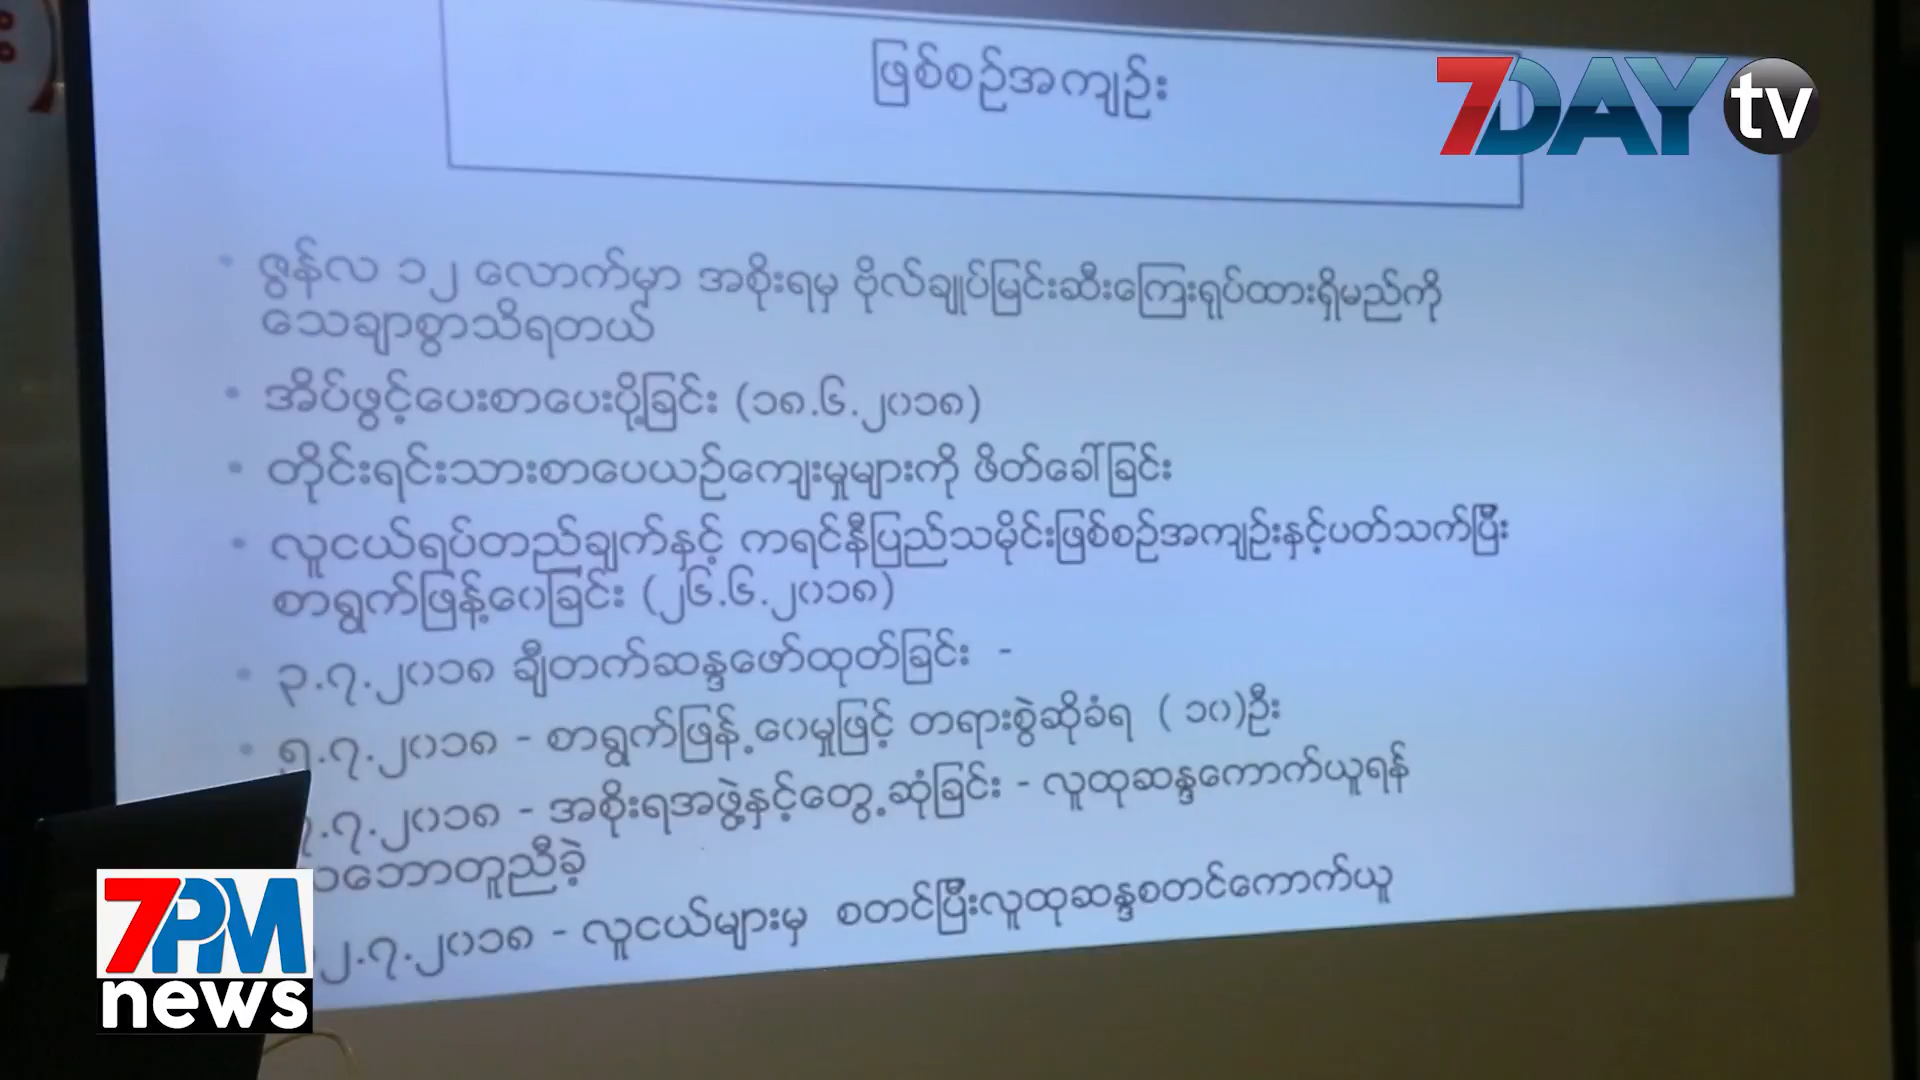 ဖြစ်စဉ်အကျဉ်း
7DAY tv
ဇွန်လ ၁၂ လောက်မှာ အစိုးရမှ ဗိုလ်ချုပ်မြင်းဆီးကြေးရုပ်ထားရှိမည်ကို
သေချာစွာသိရတယ်
အိပ်ဖွင့်ပေးစာပေးပို့ခြင်း (၁၈.၆.၂၀၁၈)
တိုင်းရင်းသားစာပေယဉ်ကျေးမှုများကို ဖိတ်ခေါ်ခြင်း
လူငယ်ရပ်တည်ချက်နှင့် ကရင်နီပြည်သမိုင်းဖြစ်စဉ်အကျဉ်းနှင့်ပတ်သက်ပြီး
စာရွက်ဖြန့်ဝေခြင်း (၂၆.၆.၂၀၁၈)
၃.၇.၂၀၁၈ ချီတက်ဆန္ဒဖော်ထုတ်ခြင်း -
.၇.၂၀၁၈ - စာရွက်ဖြန့်ဝေမှုဖြင့် တရားစွဲဆိုခံရ ( ၁၀)ဦး
.၇.၂၀၁၈ - အစိုးရအဖွဲ့နှင့်တွေ့ဆုံခြင်း - လူထုဆန္ဒကောက်ယူရန်
ဘောတူညီခဲ့
၂.၇.၂၀၁၈ - လူငယ်များမှ စတင်ပြီးလူထုဆန္ဒစတင်ကောက်ယူ
7PM
news